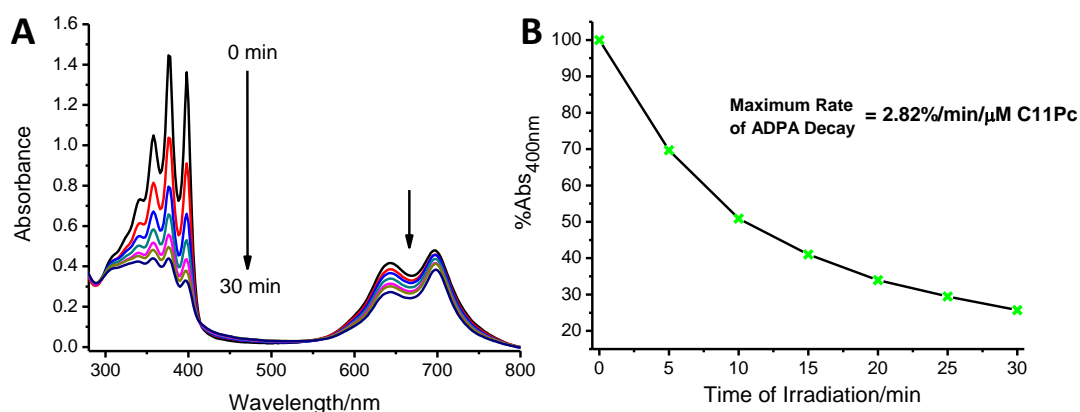 A
Absorbance
1.6
1.4
1.2
1.0
0.8
0.6
0.4
0.2
0.0
0 min
30 min
300 400 500 600 700 800
Wavelength/nm
B
%Abs400nm
100
90
80
70
60
50
40
30
20
Maximum Rate
of ADPA Decay
= 2.82%/min/μM C11Pc
0 5 10 15 20 25 30
Time of Irradiation/min